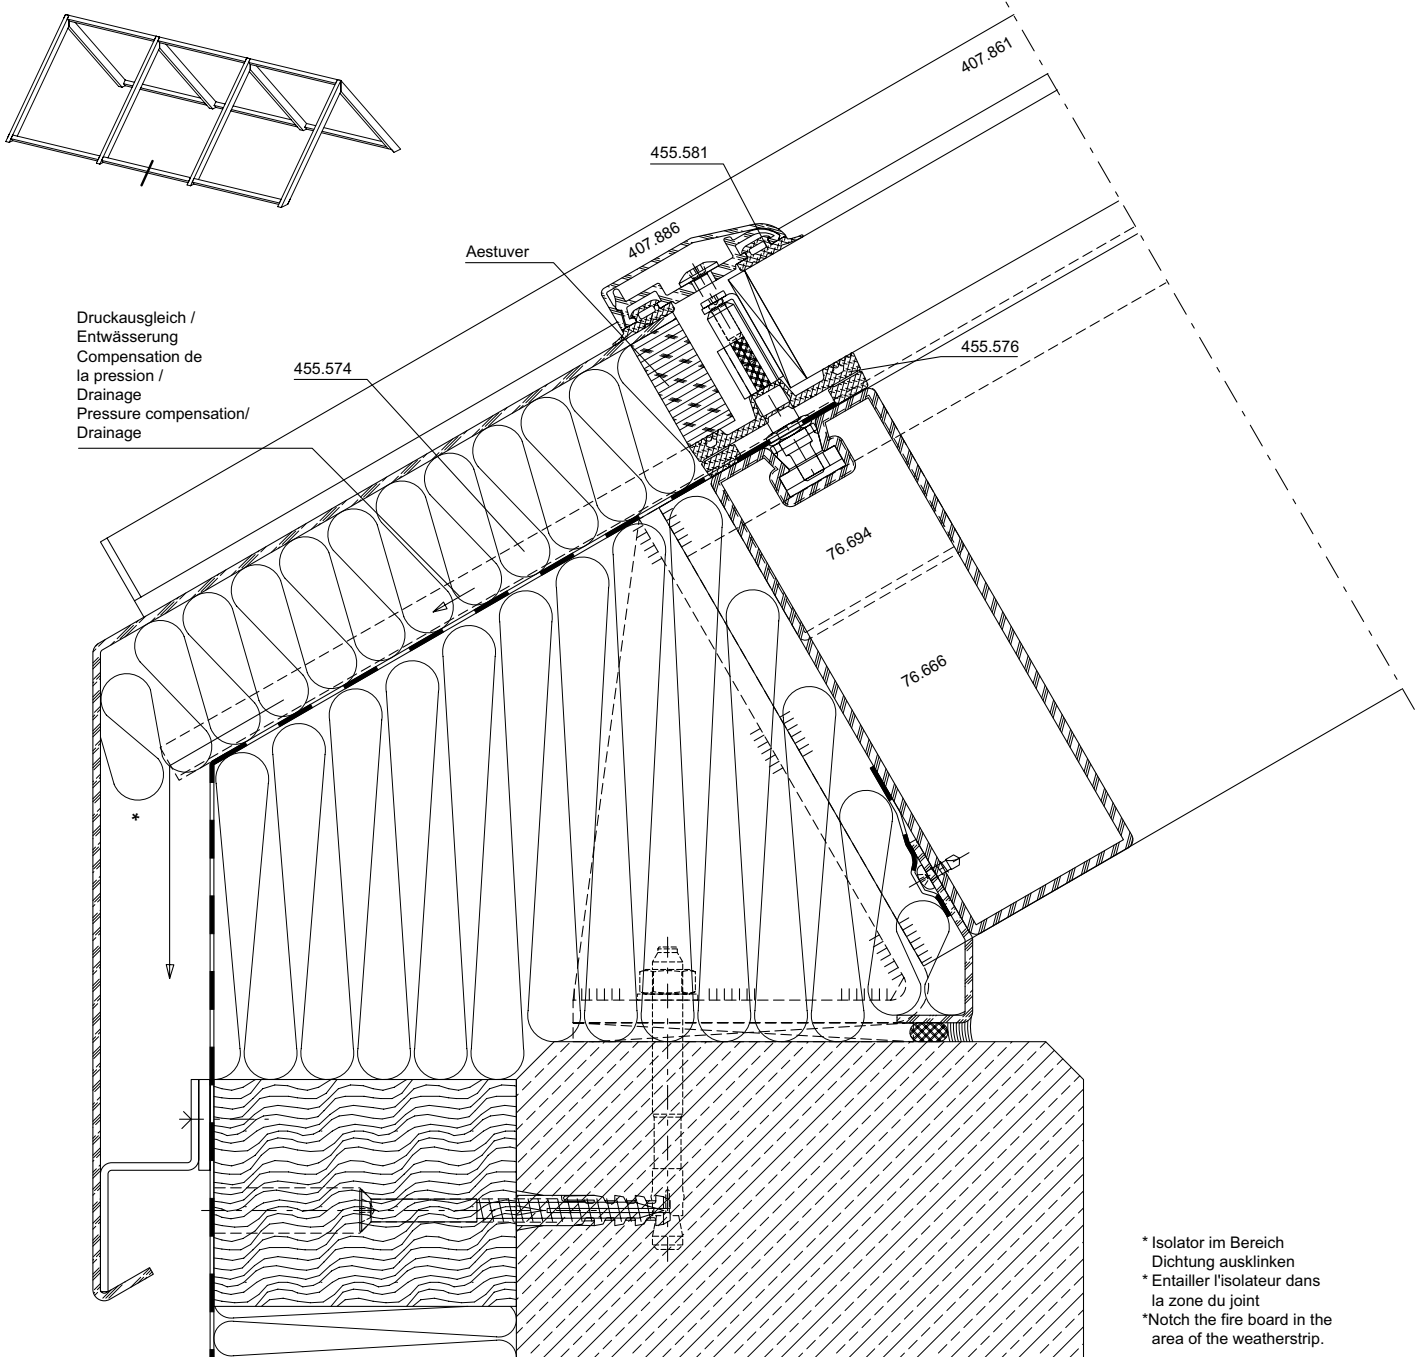 407.861
455.581
407.886
Aestuver
Druckausgleich /
Entwässerung
Compensation de
la pression /
Drainage
Pressure compensation/
Drainage
455.574
455.576
76.694
76.666
*
* Isolator im Bereich
Dichtung ausklinken
* Entailler l'isolateur dans
la zone du joint
*Notch the fire board in the
area of the weatherstrip.